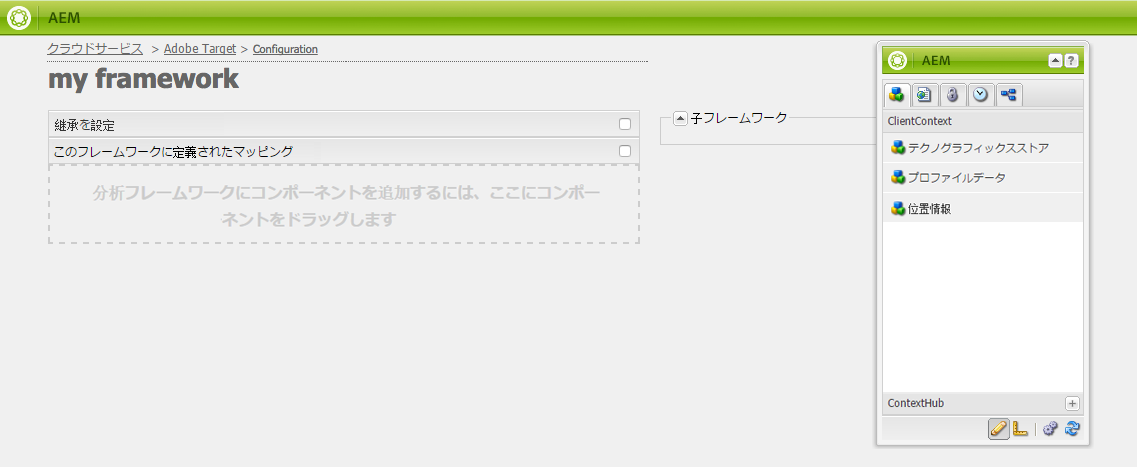 AEM
クラウドサービス > Adobe Target > Configuration
my framework
継承を設定
このフレームワークに定義されたマッピング
分析フレームワークにコンポーネントを追加するには、ここにコンポー
ネントをドラッグします
子フレームワーク
AEM
?
ClientContext
テクノグラフィックスストア
プロファイルデータ
位置情報
ContextHub
+